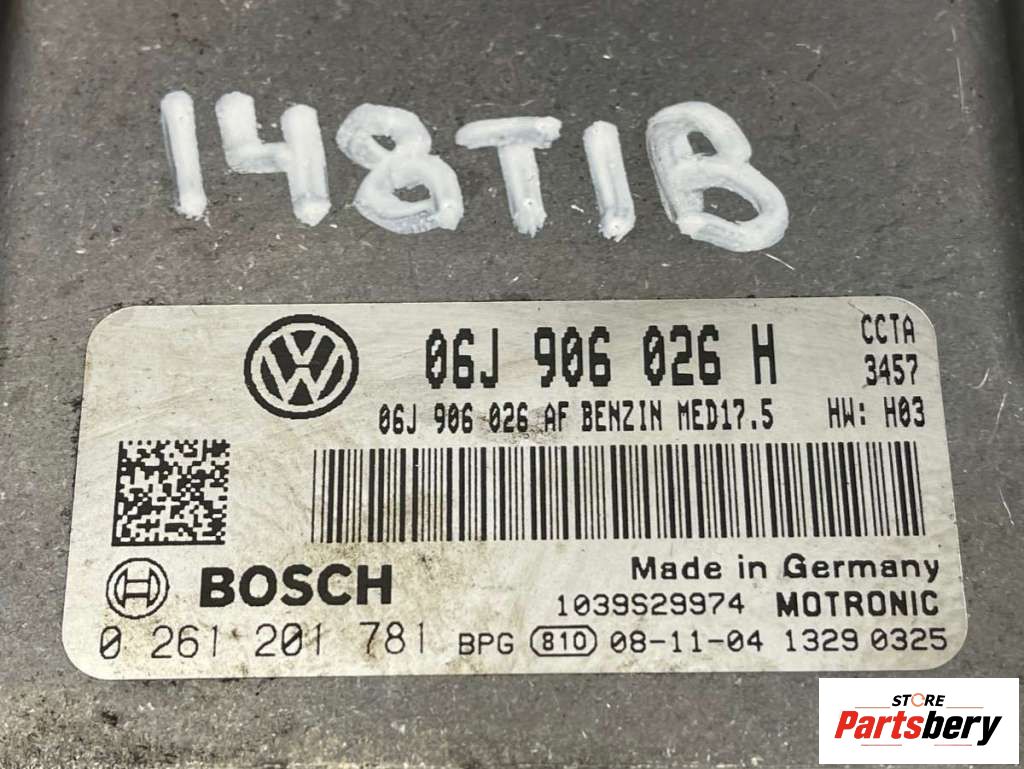 148T1B
06J 906 026 H
CCTA
3457
06J 906 026 AF BENZIN MED17.5 HW: H03
BOSCH
Made in Germany
1039S29974 MOTRONIC
0 261 201 781 BPG 810 08-11-04 1329 0325
STORE
Partsbery